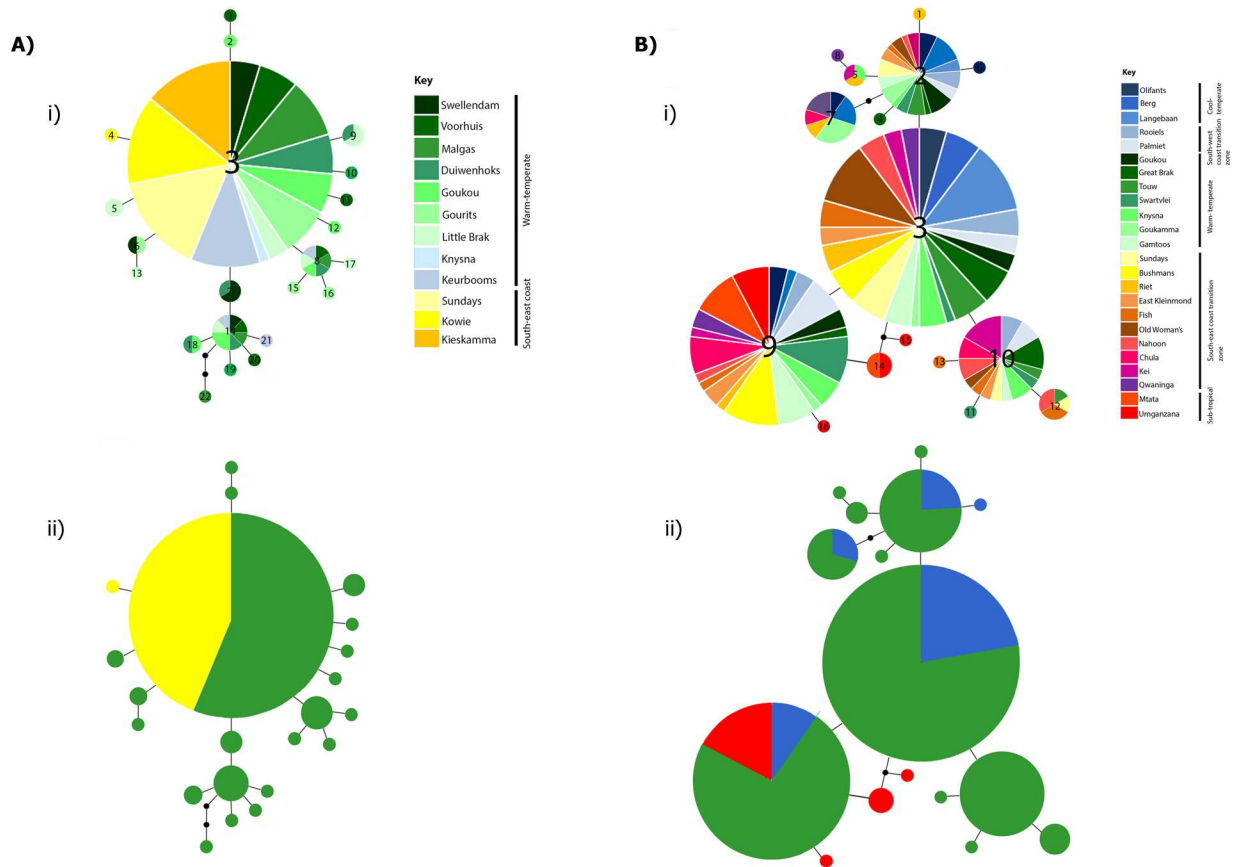 A)
i)
1
2
3
4
5
9
10
11
12
13
17
16
15
18
21
19
22
Key
Swellendam
Voorhuis
Malgas
Duiwenhoks
Goukou
Gourits
Little Brak
Knysna
Keurbooms
Sundays
Kowie
Kieskamma
Warm-temperate
South-east coast
ii)
B)
i)
1
8
5
2
7
3
9
14
15
16
10
13
11
12
Key
Olifants
Berg
Langebaan
Rooiels
Palmiet
Goukou
Great Brak
Touw
Swartvlei
Knysna
Goukamma
Gamtoos
Sundays
Bushmans
Riet
East Kleinmond
Fish
Old Woman's
Nahoon
Chula
Kei
Qwaninga
Mtata
Umganzana
Cool-
temperate
South-west
coast transition
zone
Warm- temperate
South-east coast transition
zone
Sub-tropical
ii)